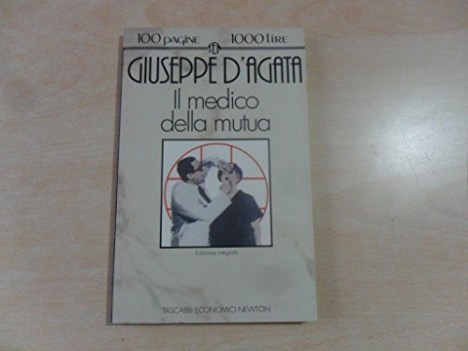 100 pagine 1000 lire
GIUSEPPE D'AGATA
Il medico
della mutua
Edizione integrale
TASCABILI ECONOMICI NEWTON